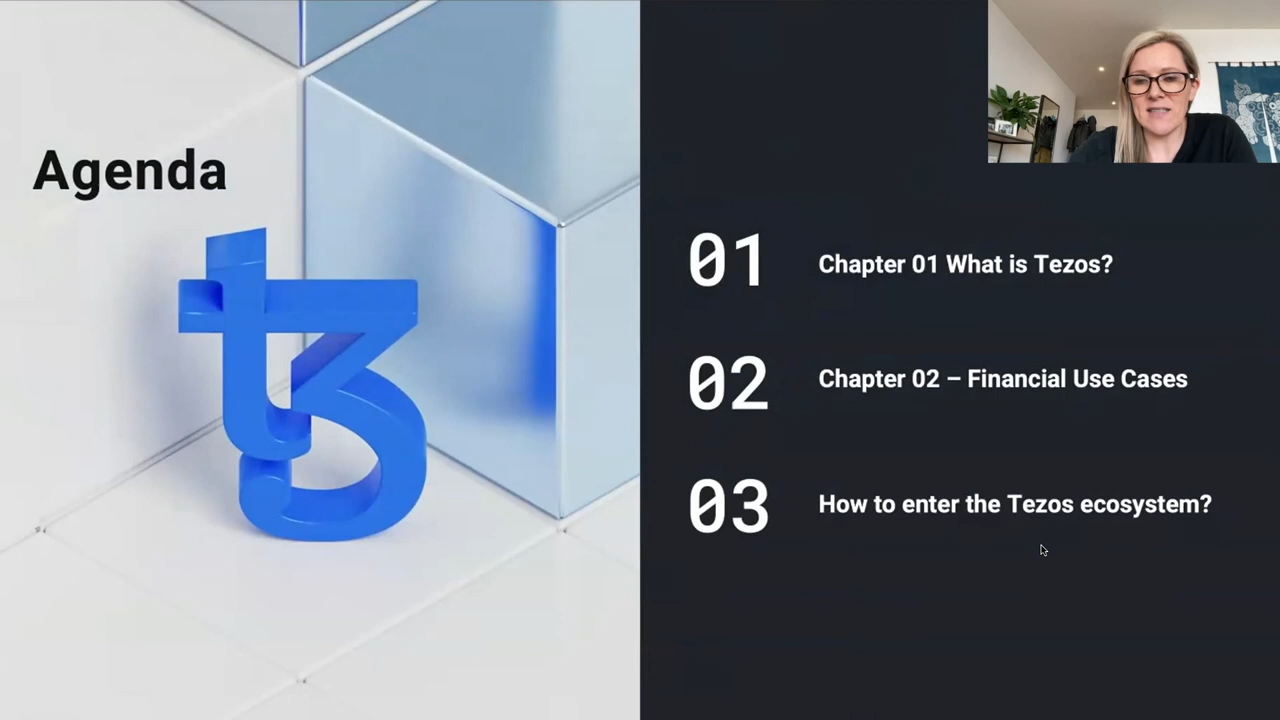 Agenda
01
Chapter 01 What is Tezos?
02
Chapter 02 – Financial Use Cases
03
How to enter the Tezos ecosystem?